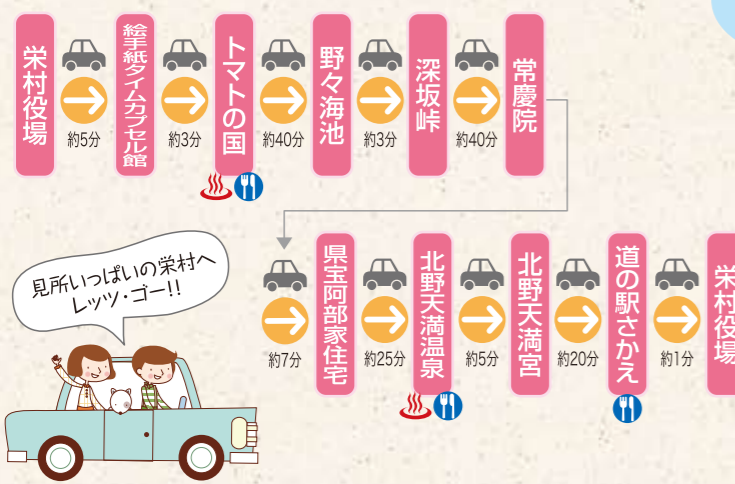 栄村役場
約5分
絵手紙タイムカプセル館
約3分
トマトの国
約40分
野々海池
約3分
深坂峠
約40分
常慶院
約7分
県宝阿部家住宅
約25分
北野天満温泉
約5分
北野天満宮
約20分
道の駅さかえ
約1分
栄村役場
見所いっぱいの栄村へ
レッツ・ゴー!!